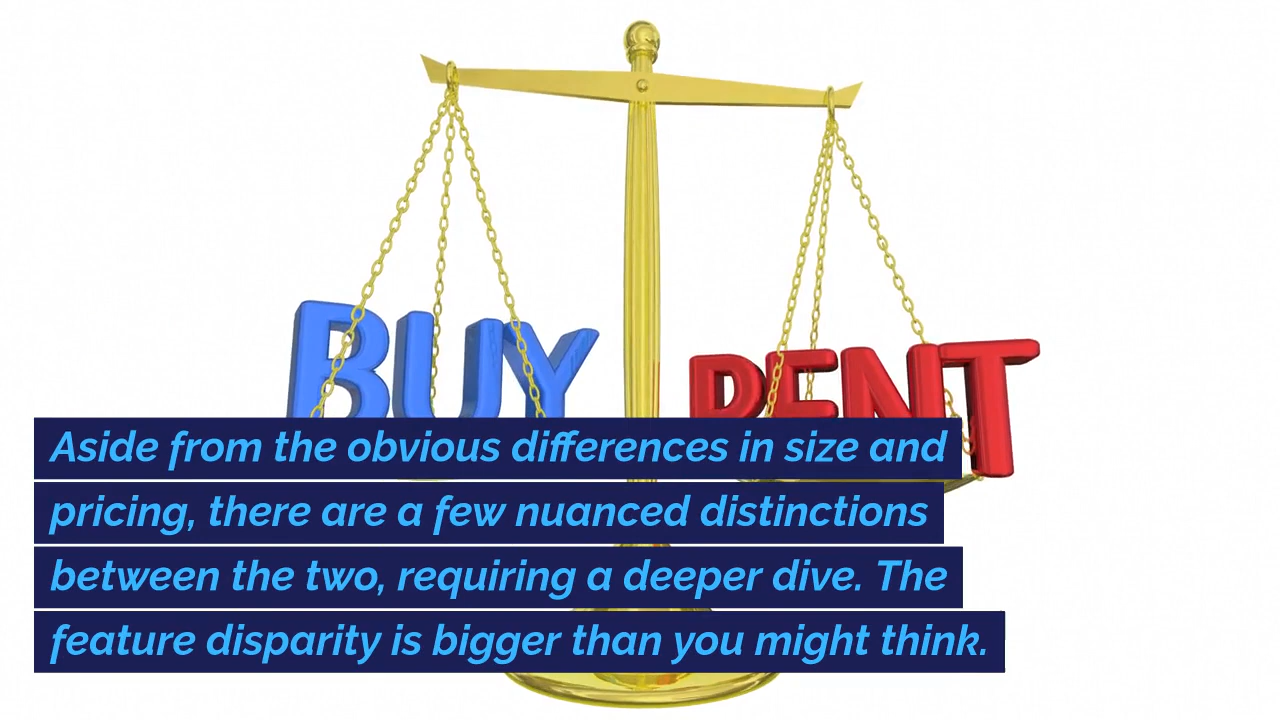 BUY RENT
Aside from the obvious differences in size and
pricing, there are a few nuanced distinctions
between the two, requiring a deeper dive. The
feature disparity is bigger than you might think.